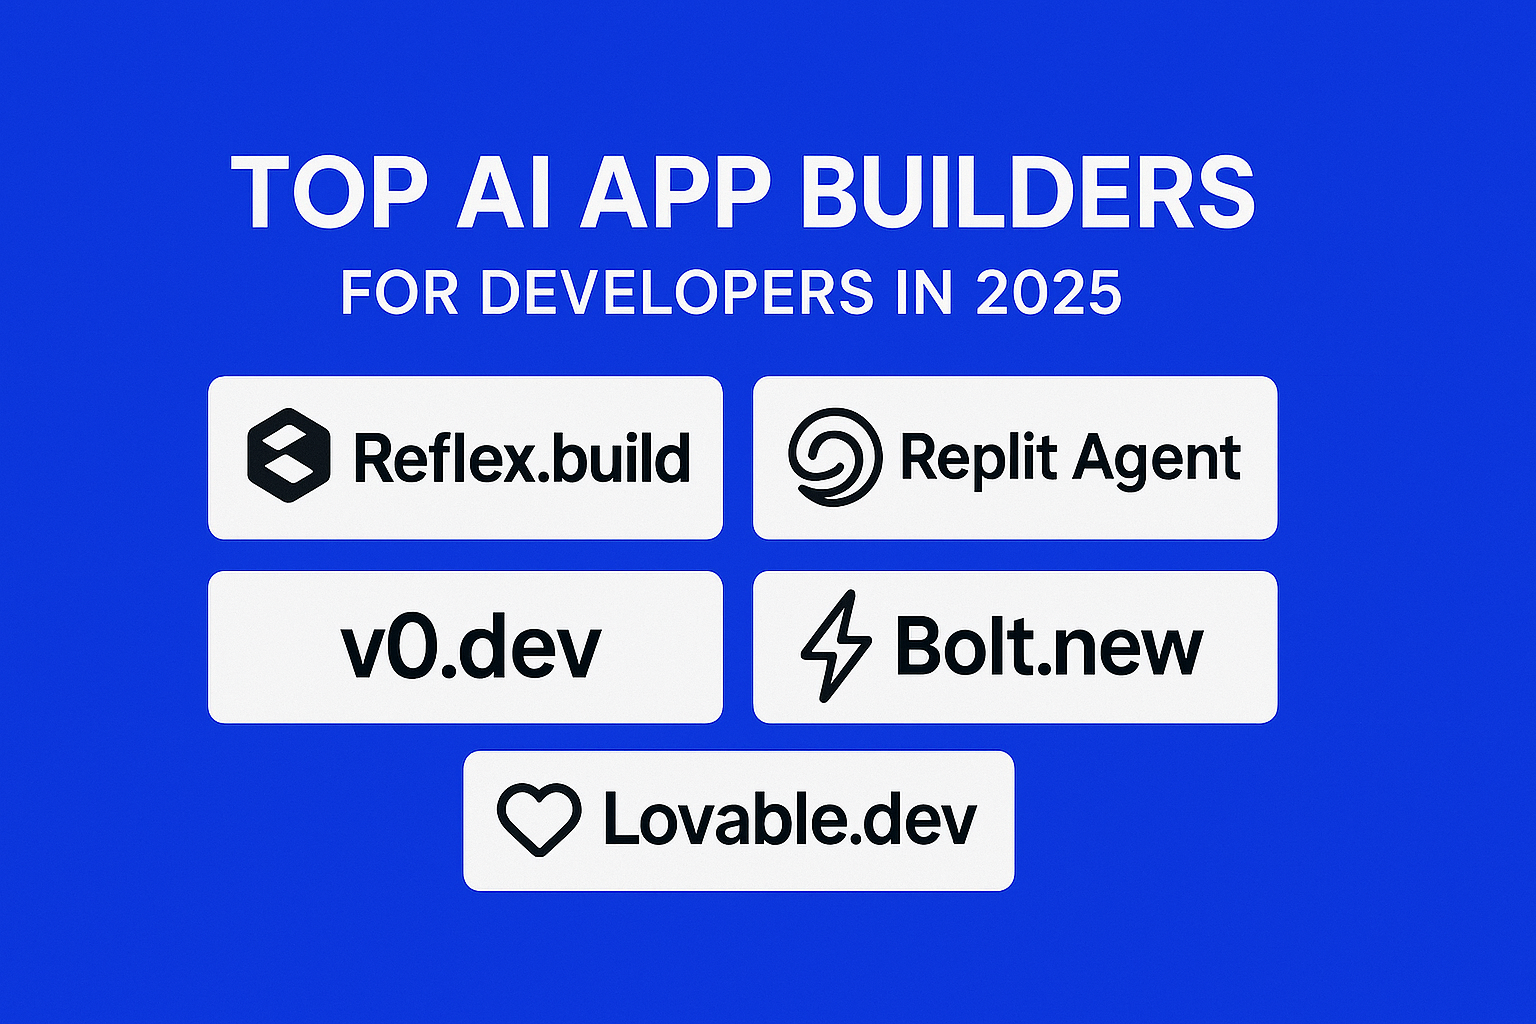 TOP AI APP BUILDERS
FOR DEVELOPERS IN 2025
Reflex.build
Replit Agent
v0.dev
Bolt.new
Lovable.dev